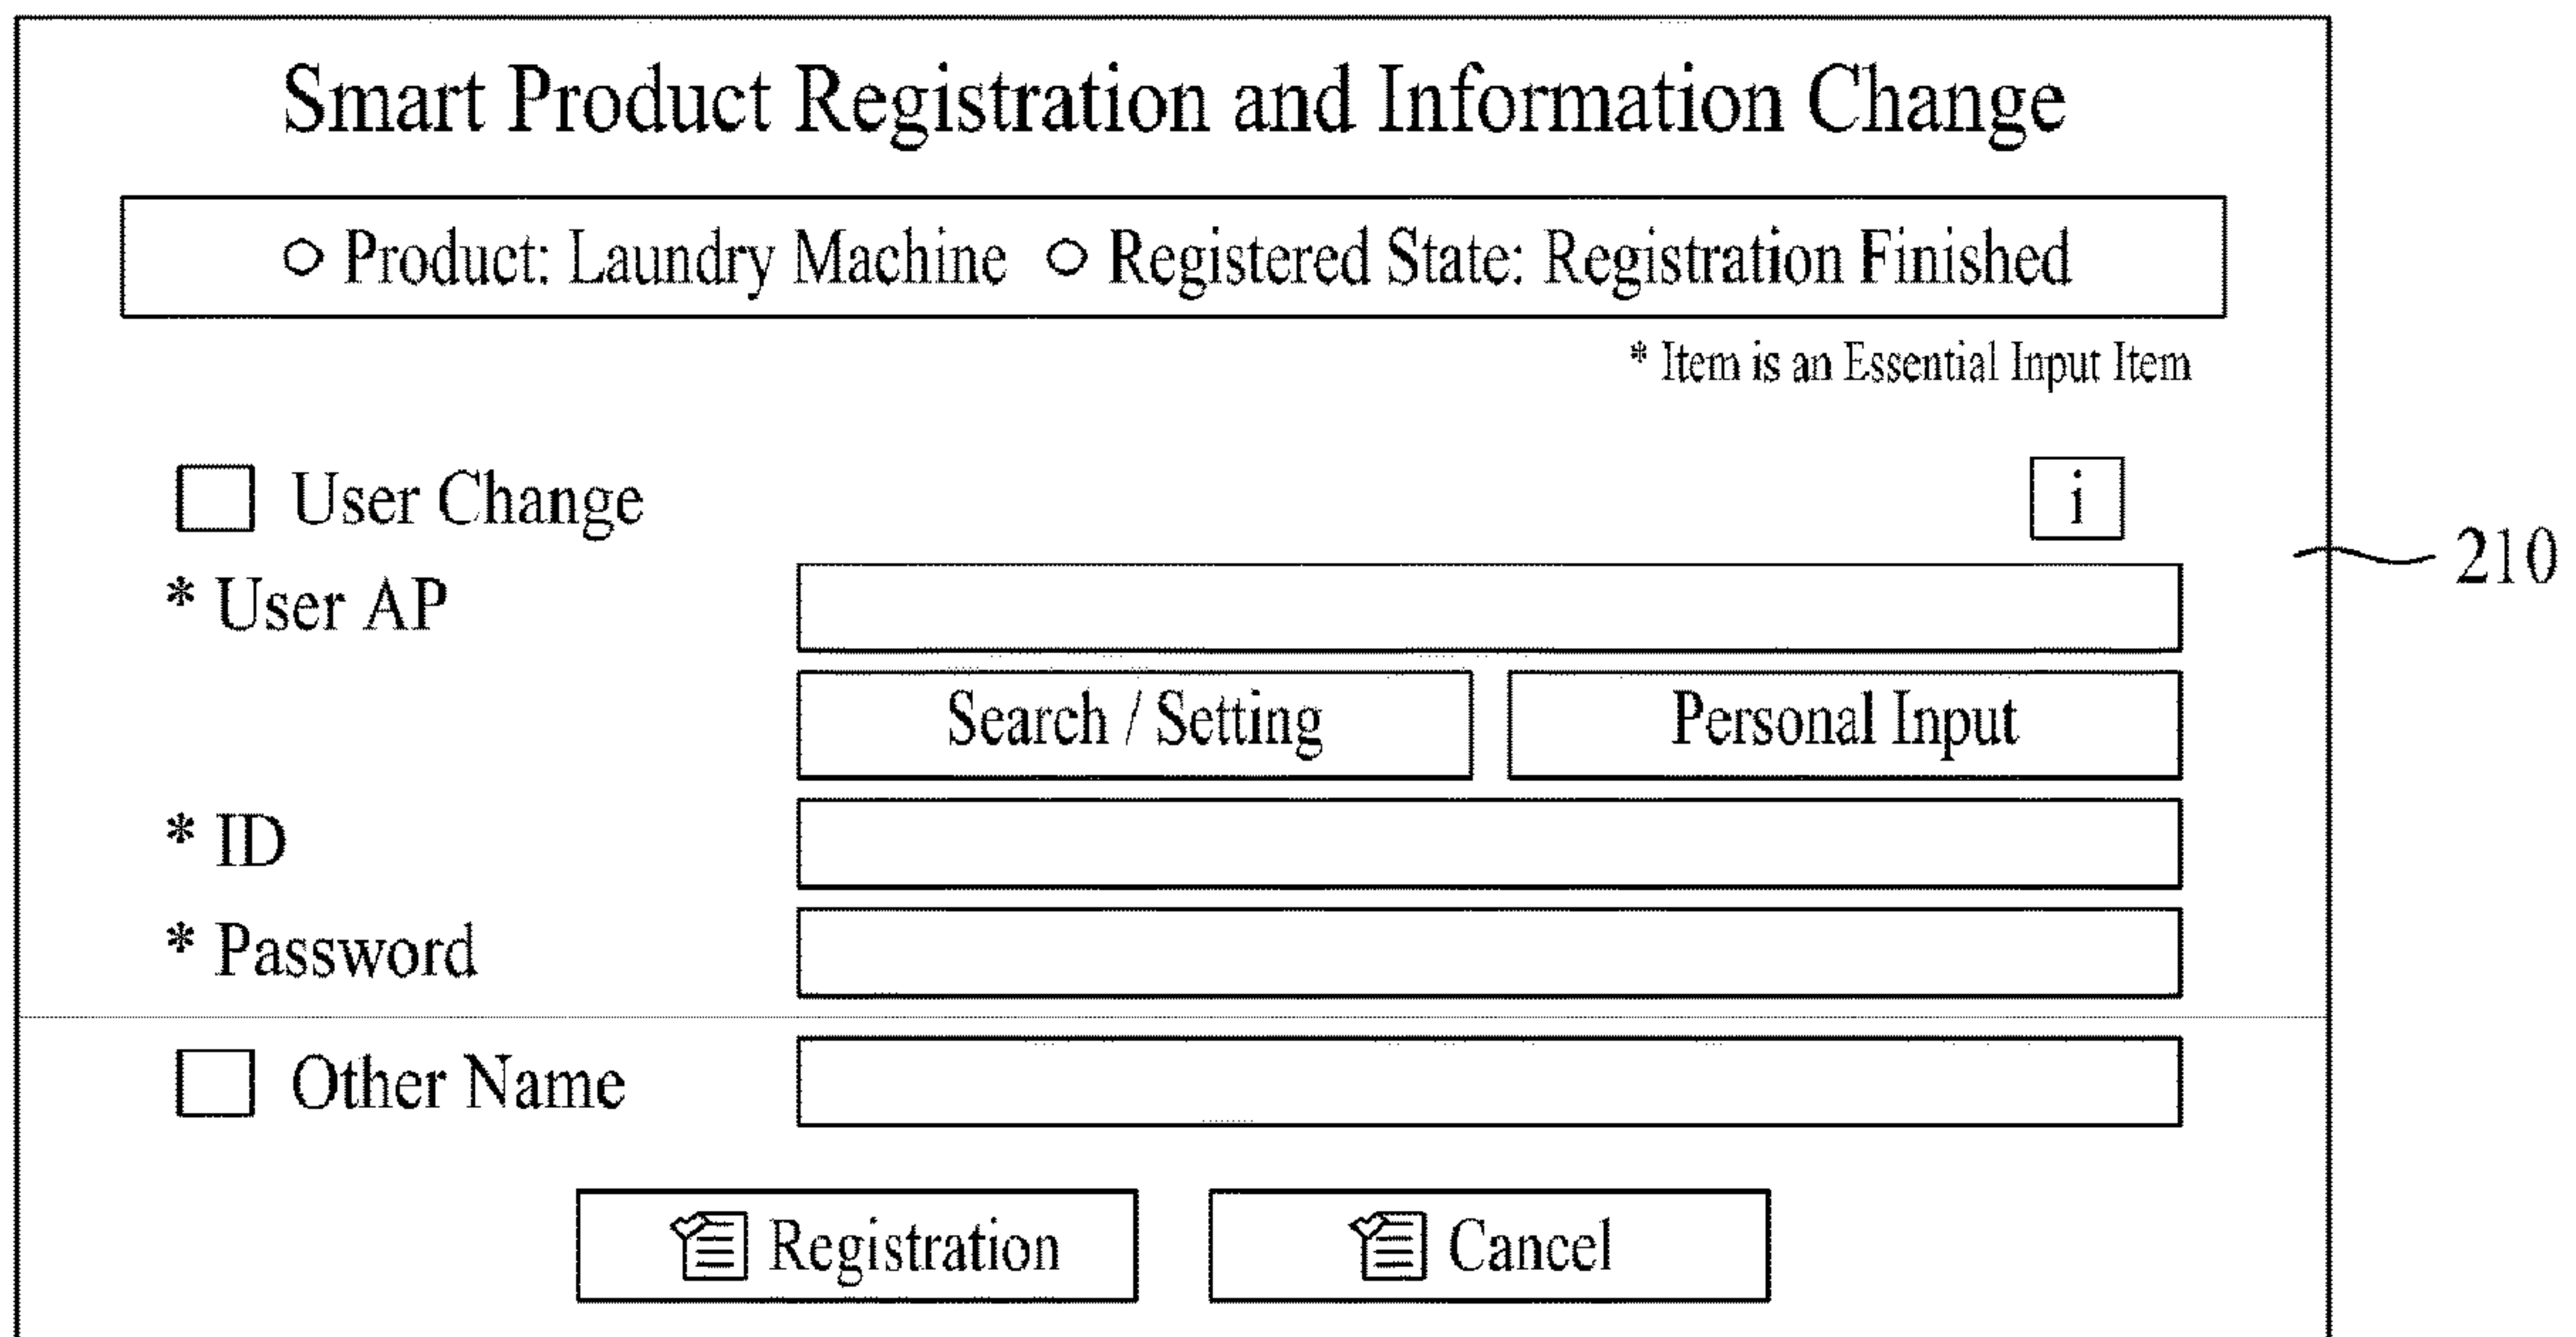 Smart Product Registration and Information Change
○ Product: Laundry Machine ○ Registered State: Registration Finished
* Item is an Essential Input Item
User Change i
210
* User AP
Search / Setting Personal Input
* ID
* Password
Other Name
Registration Cancel